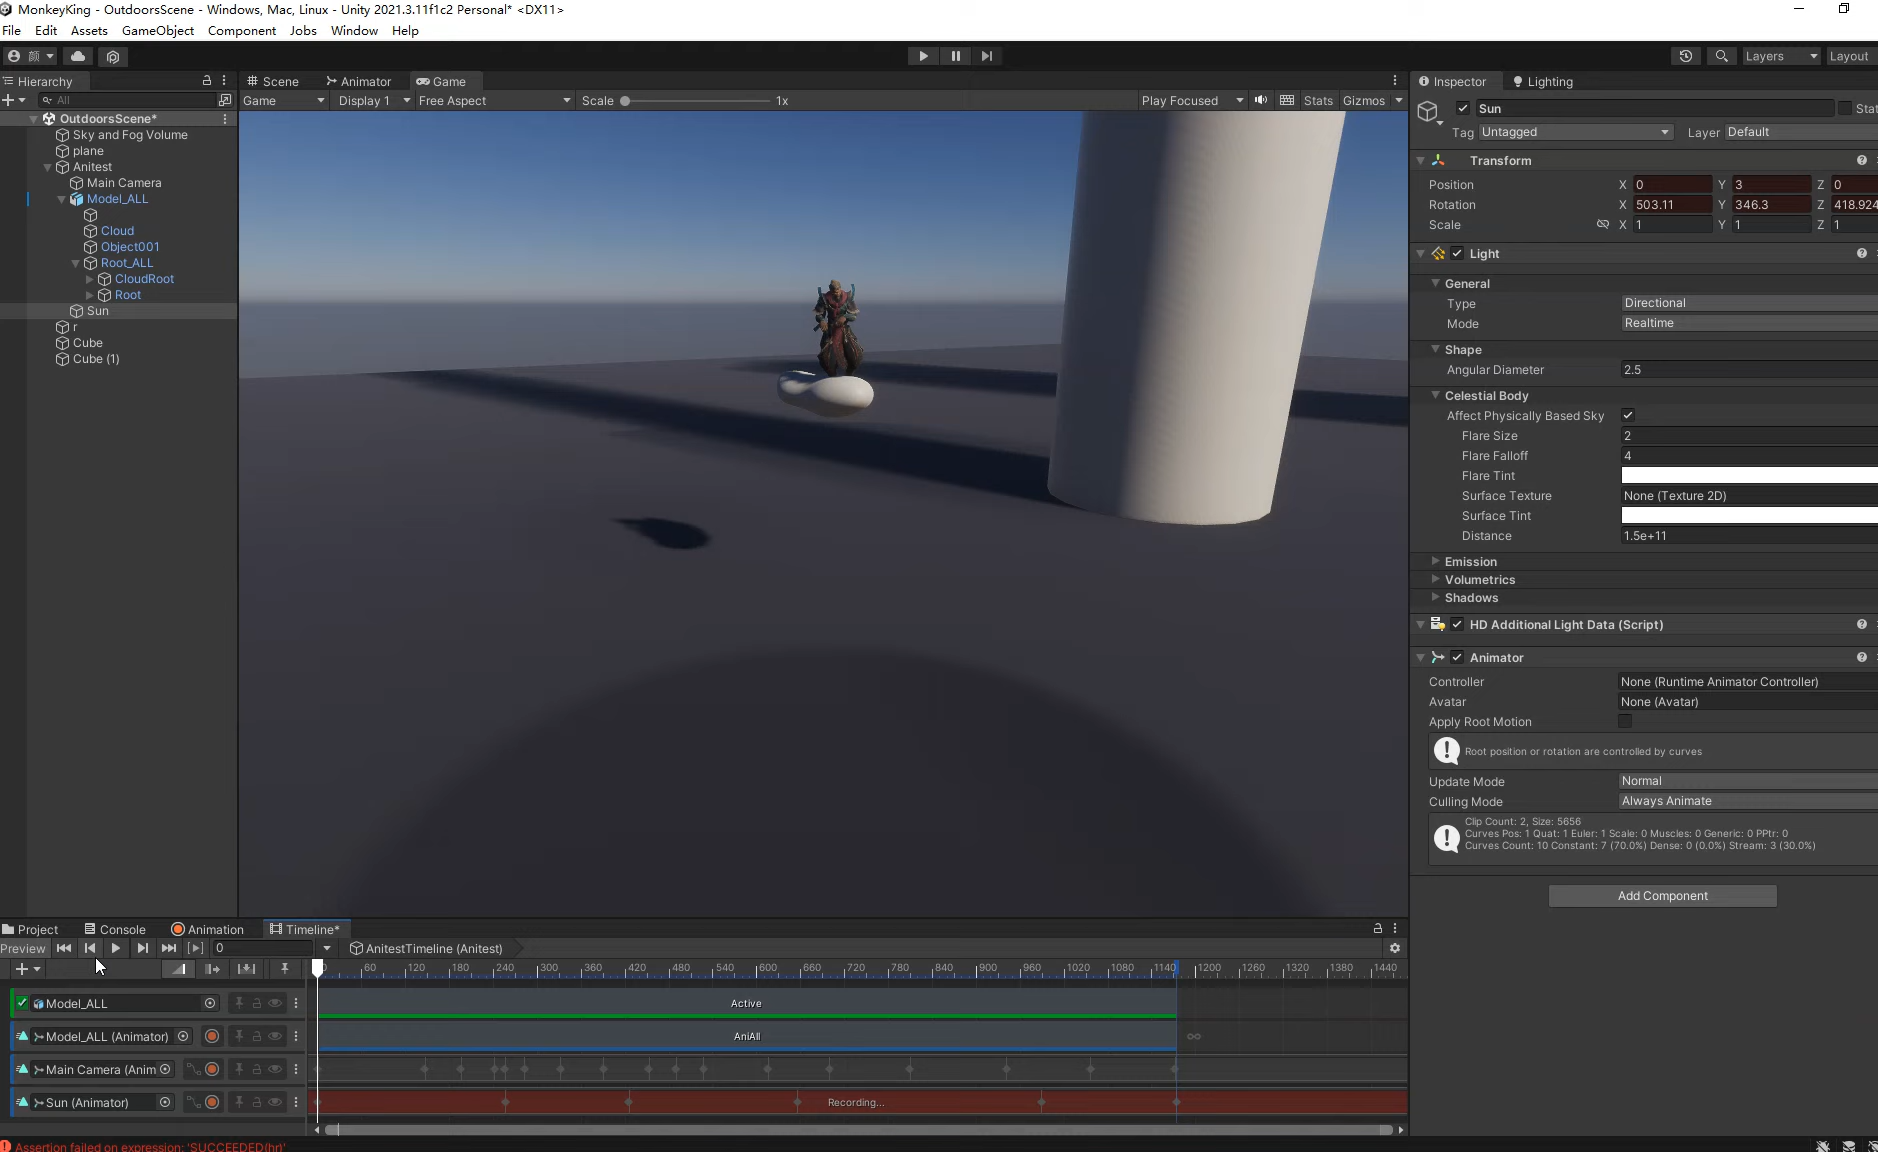 MonkeyKing - OutdoorsScene - Windows, Mac, Linux - Unity 2021.3.11f1c2 Personal* <DX11>
File Edit Assets GameObject Component Jobs Window Help
颜 Layers Layout
Hierarchy Scene Animator Game Inspector Lighting
All Game Display 1 Free Aspect Scale 1x Play Focused Stats Gizmos
Sun Stat
Tag Untagged Layer Default
OutdoorsScene*
Sky and Fog Volume
plane
Anitest
Main Camera
Model_ALL
Cloud
Object001
Root_ALL
CloudRoot
Root
Sun
r
Cube
Cube (1)
Transform
Position X 0 Y 3 Z 0
Rotation X 503.11 Y 346.3 Z 418.924
Scale X 1 Y 1 Z 1
Light
General
Type Directional
Mode Realtime
Shape
Angular Diameter 2.5
Celestial Body
Affect Physically Based Sky
Flare Size 2
Flare Falloff 4
Flare Tint
Surface Texture None (Texture 2D)
Surface Tint
Distance 1.5e+11
Emission
Volumetrics
Shadows
HD Additional Light Data (Script)
Animator
Controller None (Runtime Animator Controller)
Avatar None (Avatar)
Apply Root Motion
Root position or rotation are controlled by curves
Update Mode Normal
Culling Mode Always Animate
Clip Count: 2, Size: 5656
Curves Pos: 1 Quat: 1 Euler: 1 Scale: 0 Muscles: 0 Generic: 0 PPtr: 0
Curves Count: 10 Constant: 7 (70.0%) Dense: 0 (0.0%) Stream: 3 (30.0%)
Add Component
Project Console Animation Timeline*
Preview 0 AnitestTimeline (Anitest)
60 120 180 240 300 360 420 480 540 600 660 720 780 840 900 960 1020 1080 1140 1200 1260 1320 1380 1440
Model_ALL Active
Model_ALL (Animator) AniAll
Main Camera (Anim
Sun (Animator) Recording...
Assertion failed on expression: 'SUCCEEDED(hr)'